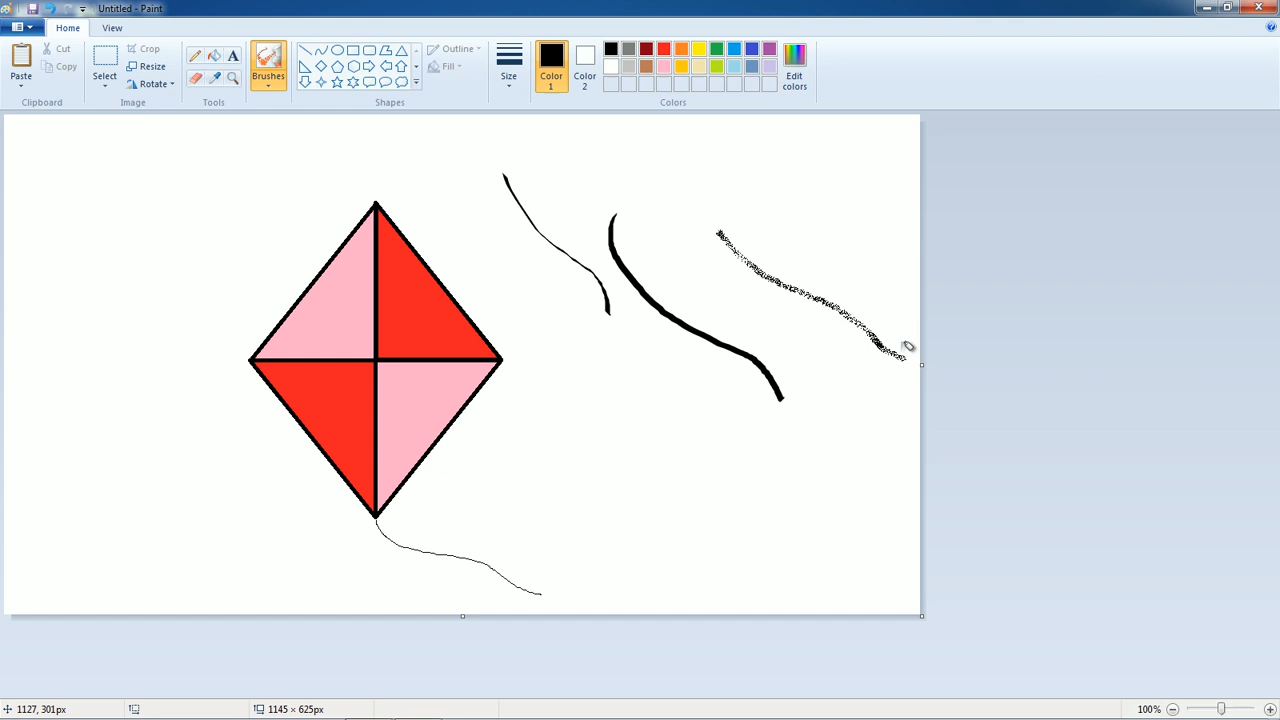 Untitled - Paint
Home View
Paste Cut Copy
Clipboard
Select Crop Resize Rotate
Image
A
Tools
Brushes
Outline Fill
Shapes
Size
Color 1
Color 2
Edit colors
Colors
1127, 301px
1145 × 625px
100%